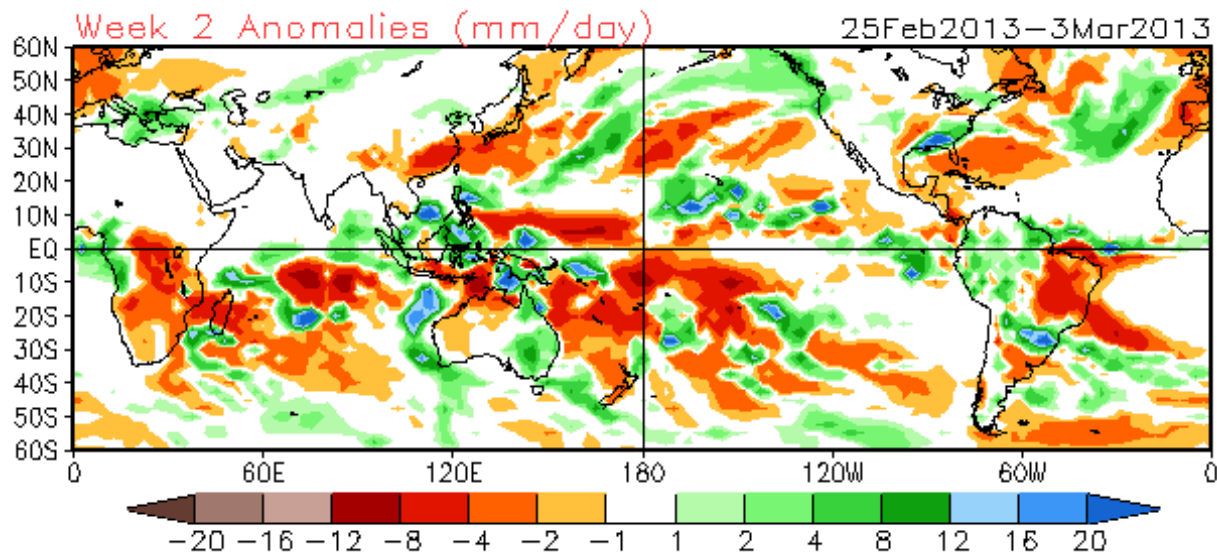 Week 2 Anomalies (mm/day) 25Feb2013-3Mar2013
60N
50N
40N
30N
20N
10N
EQ
10S
20S
30S
40S
50S
60S
0 60E 120E 180 120W 60W 0
-20 -16 -12 -8 -4 -2 -1 1 2 4 8 12 16 20